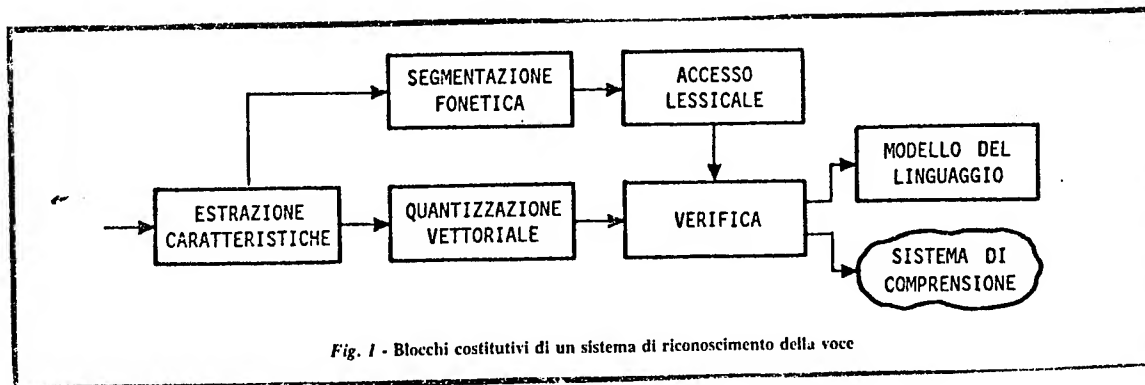 SEGMENTAZIONE
FONETICA
ACCESSO
LESSICALE
MODELLO DEL
LINGUAGGIO
ESTRAZIONE
CARATTERISTICHE
QUANTIZZAZIONE
VETTORIALE
VERIFICA
SISTEMA DI
COMPRENSIONE
Fig. 1 - Blocchi costitutivi di un sistema di riconoscimento della voce